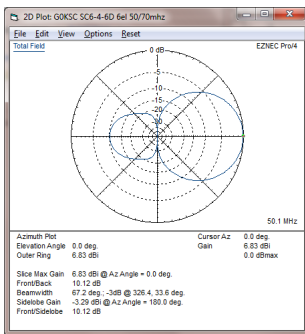 2D Plot: G0KSC SC6-4-6D 6el 50/70mhz
File Edit View Options Reset
Total Field EZNEC Pro/4
0 dB
-5
-10
-15
-20
-30
50.1 MHz
Azimuth Plot Cursor Az 0.0 deg.
Elevation Angle 0.0 deg. Gain 6.83 dBi
Outer Ring 6.83 dBi 0.0 dBmax
Slice Max Gain 6.83 dBi @ Az Angle = 0.0 deg.
Front/Back 10.12 dB
Beamwidth 67.2 deg.; -3dB @ 326.4, 33.6 deg.
Sidelobe Gain -3.29 dBi @ Az Angle = 180.0 deg.
Front/Sidelobe 10.12 dB